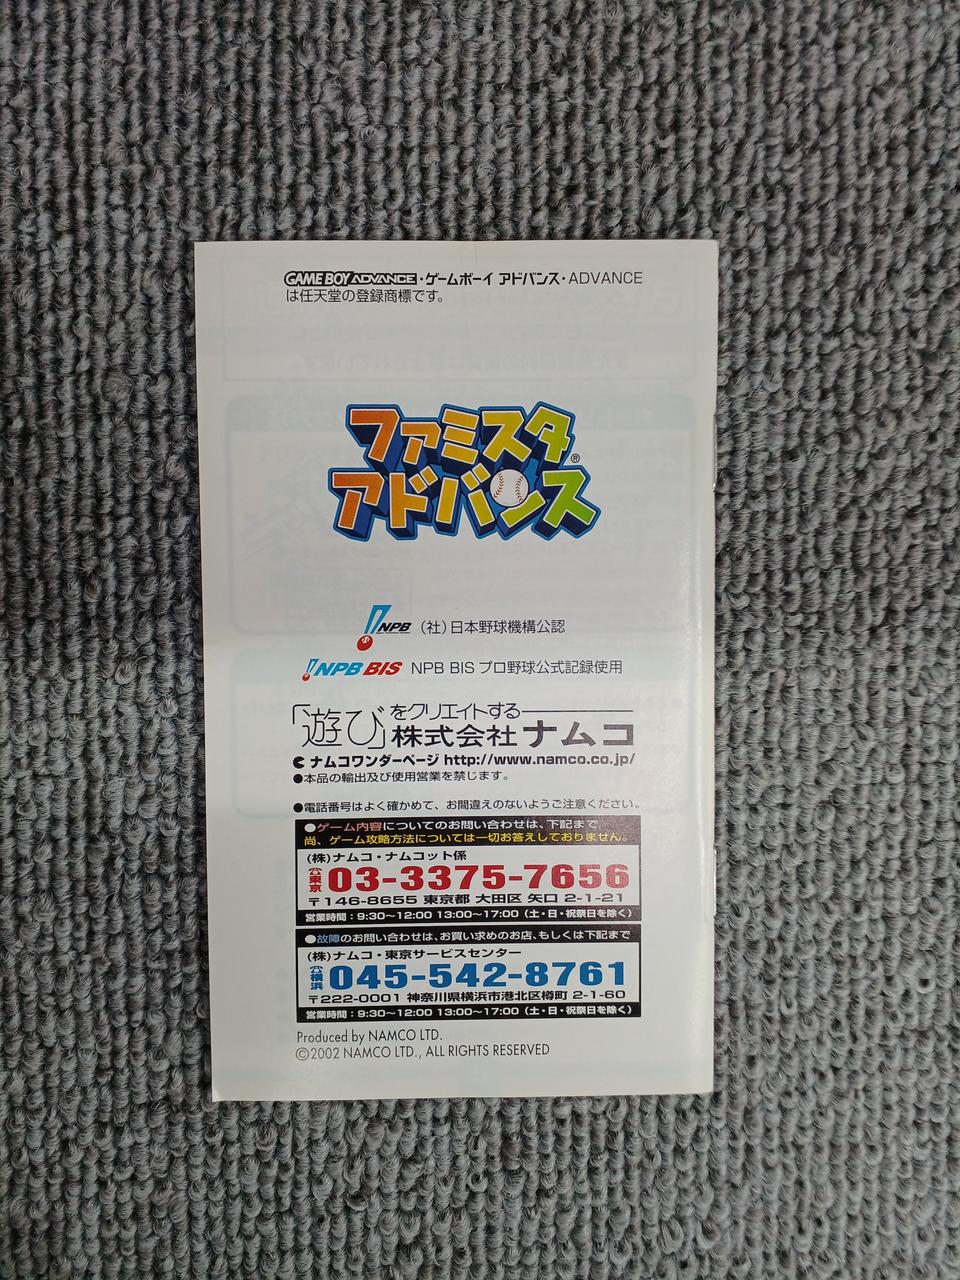 GAME BOY ADVANCE・ゲームボーイ アドバンス・ADVANCE
は任天堂の登録商標です。
ファミスタ
アドバンス®
NPB (社)日本野球機構公認
NPB BIS NPB BIS プロ野球公式記録使用
「遊び」をクリエイトする
株式会社ナムコ
ナムコワンダーページ http://www.namco.co.jp/
●本品の輸出及び使用営業を禁じます。
●電話番号はよく確かめて、お間違えのないようご注意ください。
●ゲーム内容についてのお問い合わせは、下記まで
尚、ゲーム攻略方法については一切お答えしておりません。
(株)ナムコ・ナムコット係
☎東京 03-3375-7656
〒146-8655 東京都 大田区 矢口 2-1-21
営業時間：9:30〜12:00 13:00〜17:00（土・日・祝祭日を除く）
●故障のお問い合わせは、お買い求めのお店、もしくは下記まで
(株)ナムコ・東京サービスセンター
☎横浜 045-542-8761
〒222-0001 神奈川県横浜市港北区樽町 2-1-60
営業時間：9:30〜12:00 13:00〜17:00（土・日・祝祭日を除く）
Produced by NAMCO LTD.
©2002 NAMCO LTD., ALL RIGHTS RESERVED